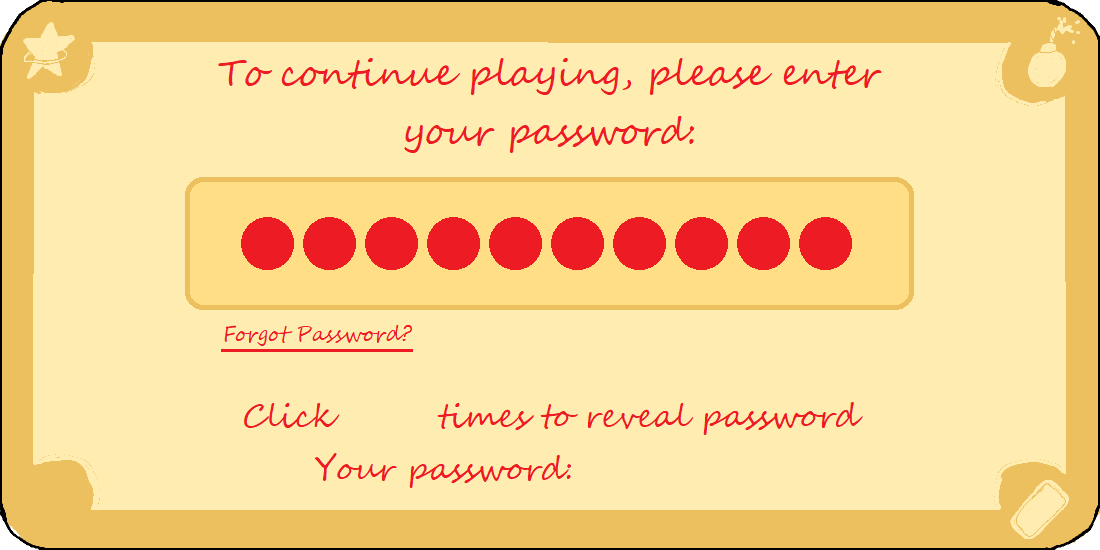 To continue playing, please enter
your password:
Forgot Password?
Click times to reveal password
Your password: